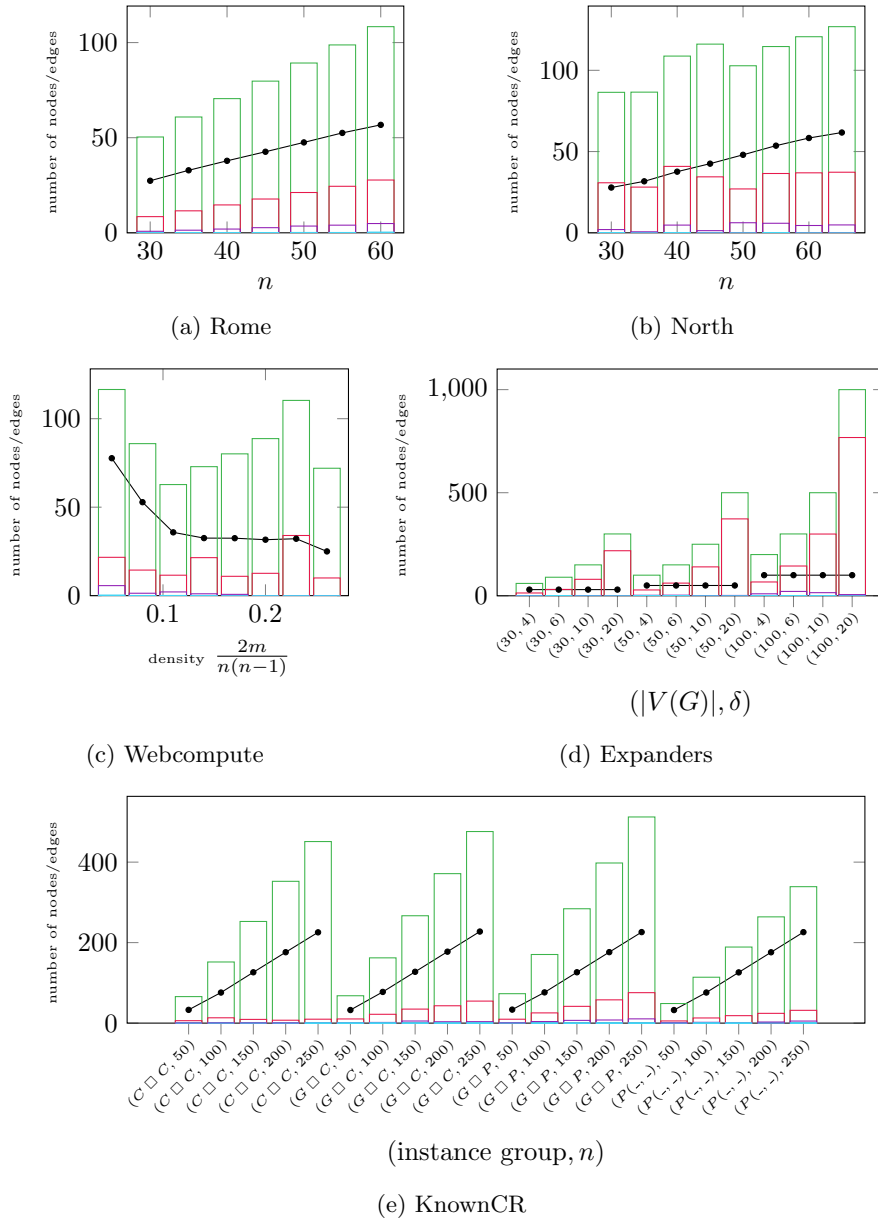 number of nodes/edges
100
50
0
30 40 50 60
n
(a) Rome
number of nodes/edges
100
50
0
30 40 50 60
n
(b) North
number of nodes/edges
100
50
0
0.1 0.2
density 2m
n(n−1)
(c) Webcompute
number of nodes/edges
1,000
500
0
(30, 4)
(30, 6)
(30, 10)
(30, 20)
(50, 4)
(50, 6)
(50, 10)
(50, 20)
(100, 4)
(100, 6)
(100, 10)
(100, 20)
(|V(G)|, δ)
(d) Expanders
number of nodes/edges
400
200
0
(C □ C, 50)
(C □ C, 100)
(C □ C, 150)
(C □ C, 200)
(C □ C, 250)
(G □ C, 50)
(G □ C, 100)
(G □ C, 150)
(G □ C, 200)
(G □ C, 250)
(G □ P, 50)
(G □ P, 100)
(G □ P, 150)
(G □ P, 200)
(G □ P, 250)
(P(-, -), 50)
(P(-, -), 100)
(P(-, -), 150)
(P(-, -), 200)
(P(-, -), 250)
(instance group, n)
(e) KnownCR